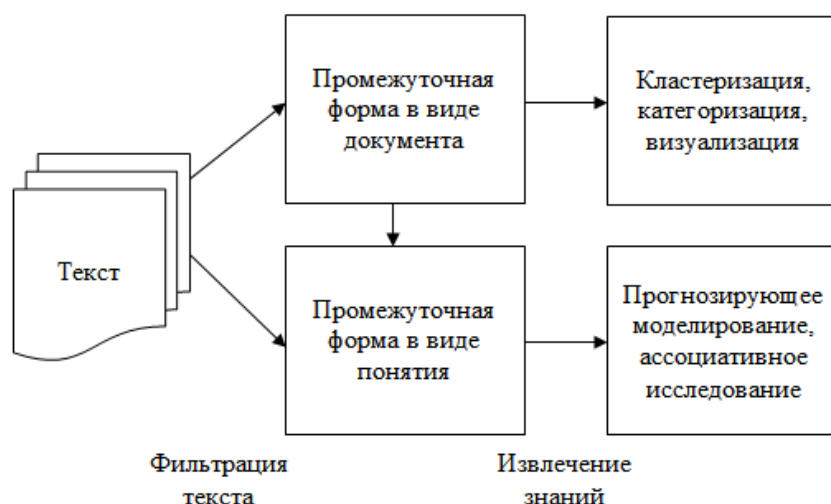 Текст
Промежуточная
форма в виде
документа
Кластеризация,
категоризация,
визуализация
Промежуточная
форма в виде
понятия
Прогнозирующее
моделирование,
ассоциативное
исследование
Фильтрация
текста
Извлечение
знаний